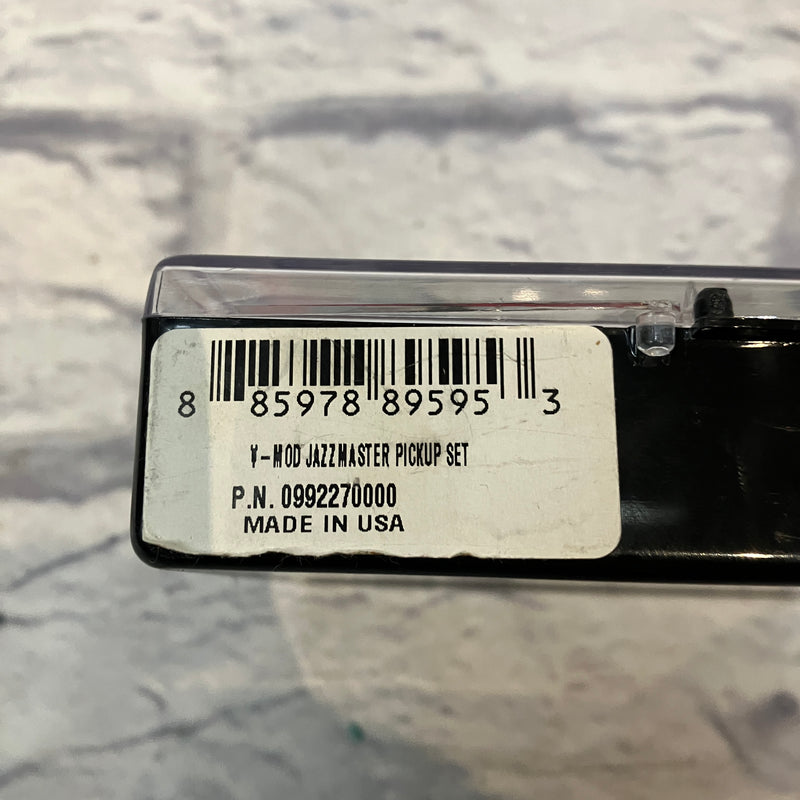 8 85978 89595 3
V-MOD JAZZMASTER PICKUP SET
P.N. 0992270000
MADE IN USA